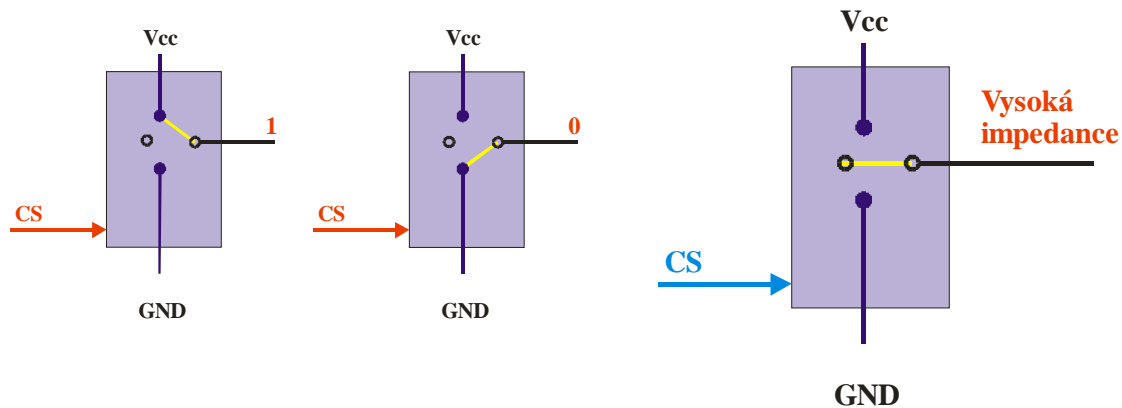 Vcc
1
CS
GND
Vcc
0
CS
GND
Vcc
Vysoká
impedance
CS
GND